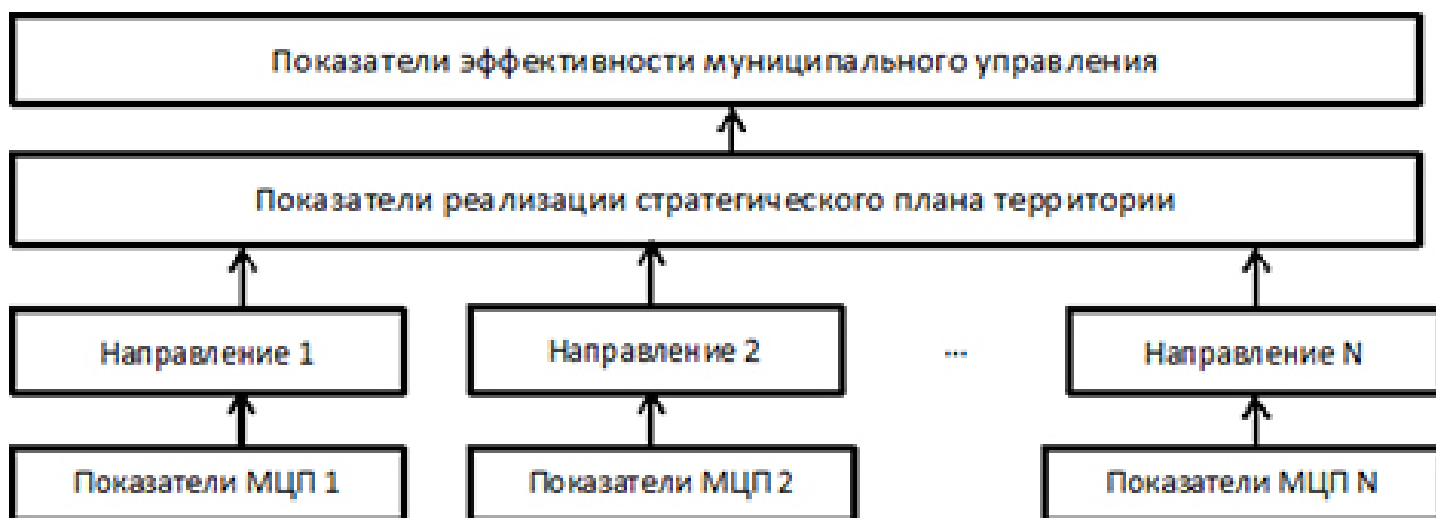 Показатели эффективности муниципального управления
Показатели реализации стратегического плана территории
Направление 1
Направление 2
...
Направление N
Показатели МЦП 1
Показатели МЦП 2
Показатели МЦП N